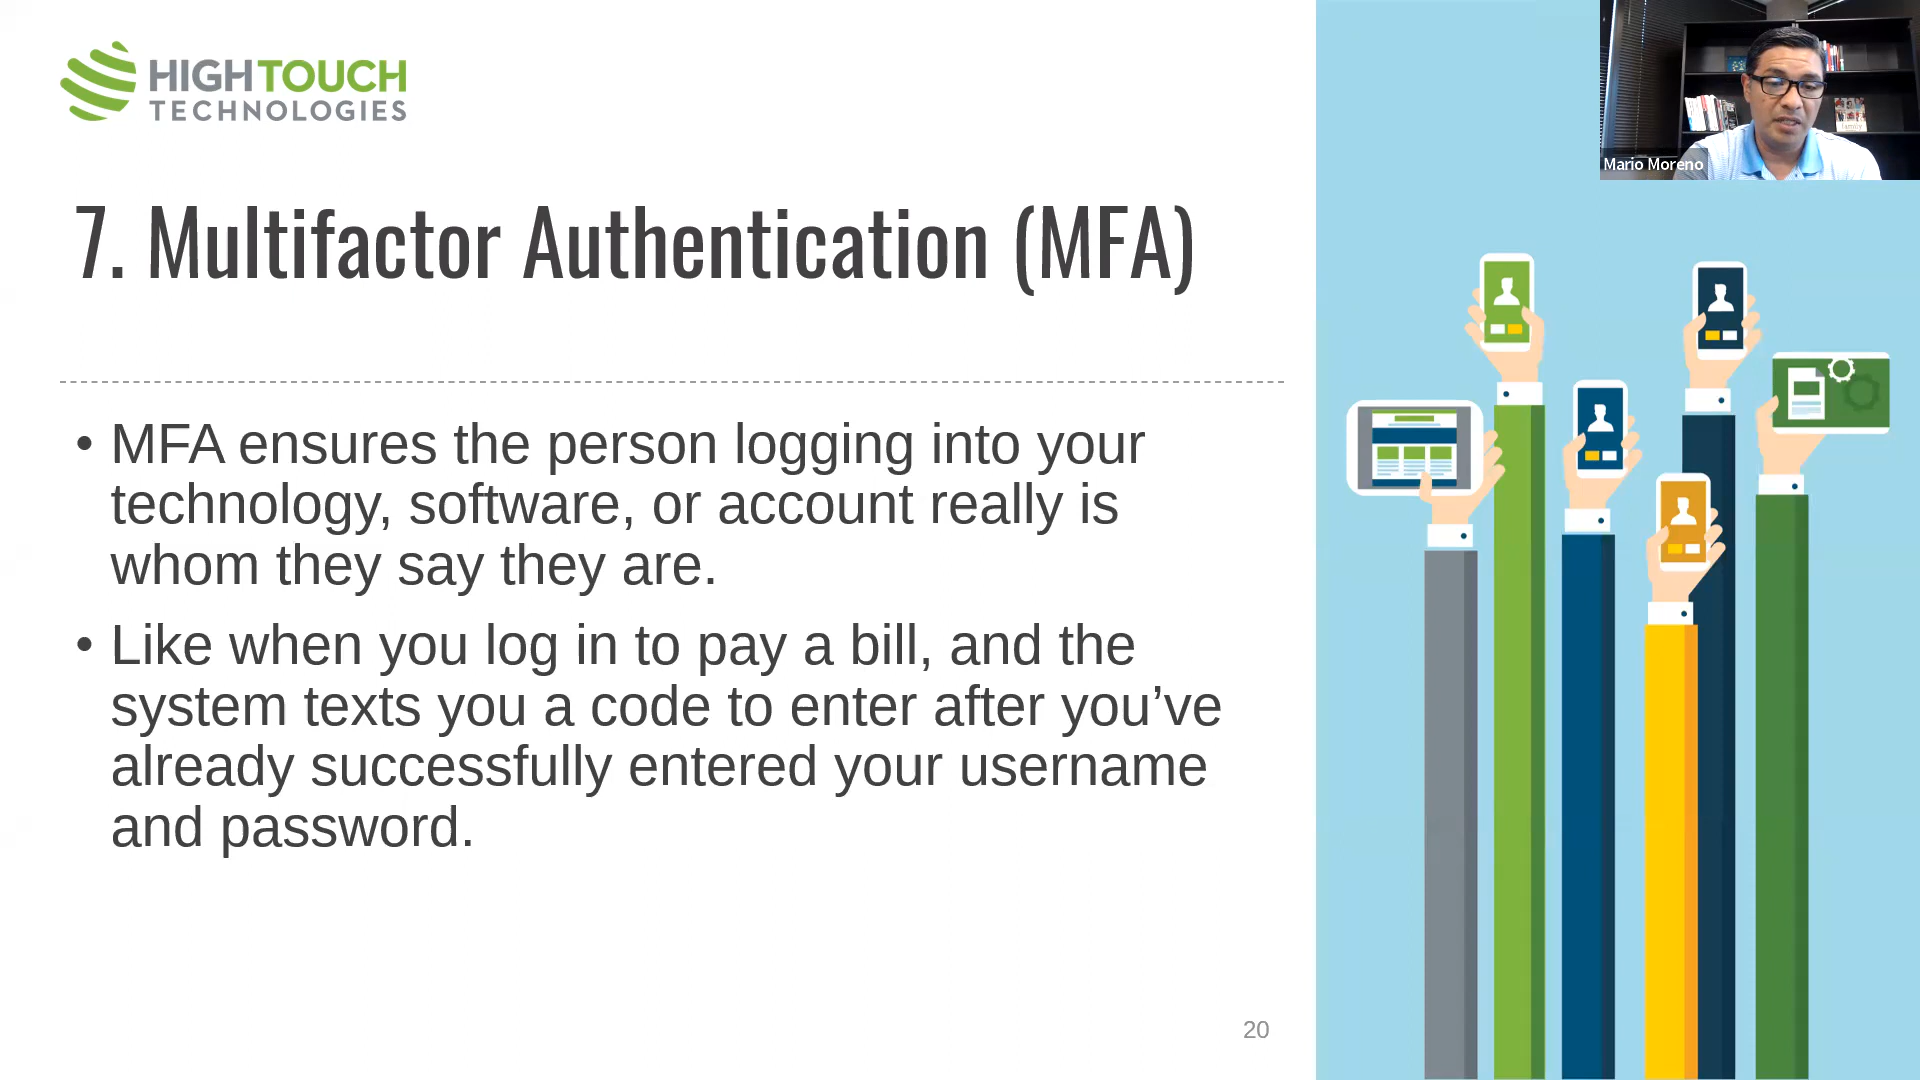 HIGHTOUCH
TECHNOLOGIES
Mario Moreno
7. Multifactor Authentication (MFA)
• MFA ensures the person logging into your
technology, software, or account really is
whom they say they are.
• Like when you log in to pay a bill, and the
system texts you a code to enter after you’ve
already successfully entered your username
and password.
20